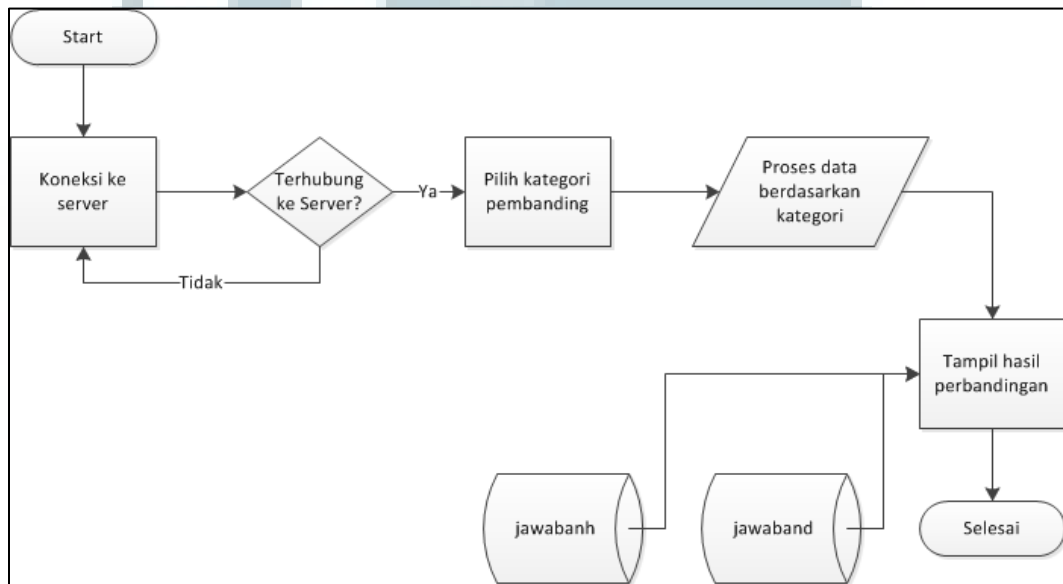 Start
Koneksi ke
server
Terhubung
ke Server?
Ya
Pilih kategori
pembanding
Proses data
berdasarkan
kategori
Tidak
Tampil hasil
perbandingan
jawabanh
jawaband
Selesai